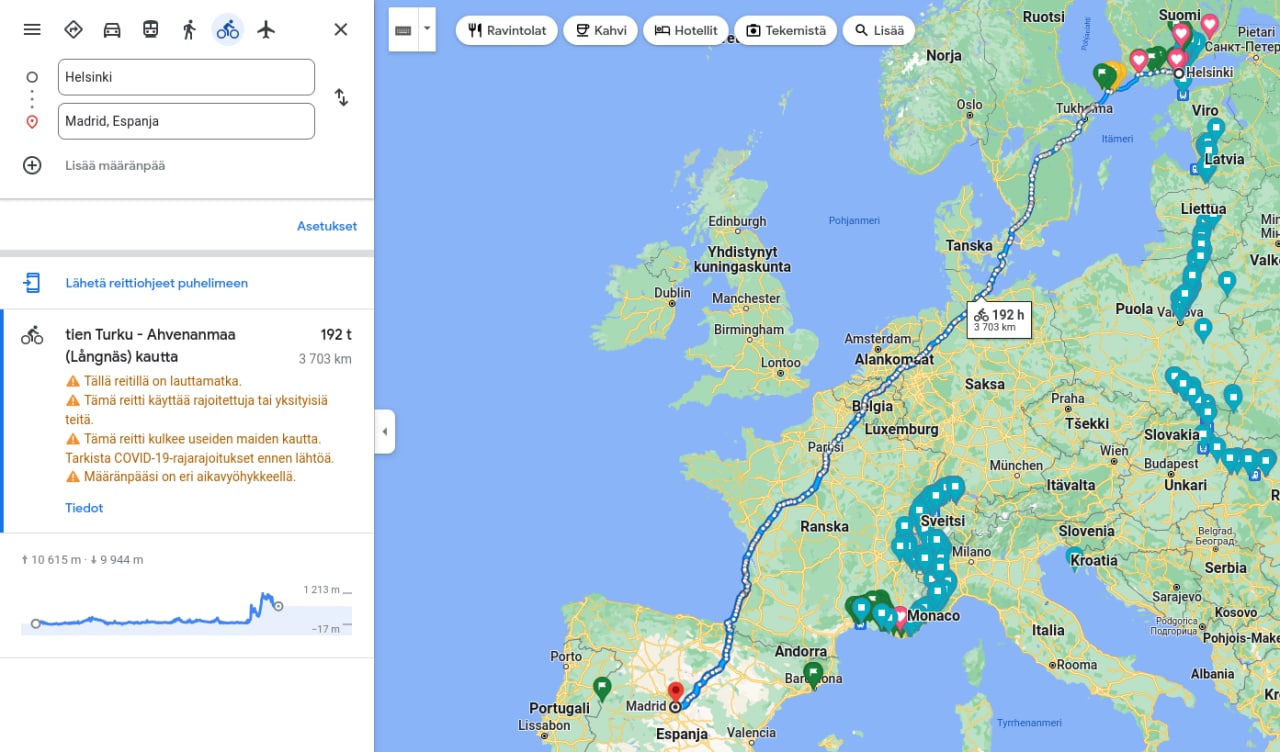 Helsinki
Madrid, Espanja
Lisää määränpää
Asetukset
Lähetä reittiohjeet puhelimeen
tien Turku - Ahvenanmaa
(Långnäs) kautta
192 t
3 703 km
Tällä reitillä on lauttamatka.
Tämä reitti käyttää rajoitettuja tai yksityisiä
teitä.
Tämä reitti kulkee useiden maiden kautta.
Tarkista COVID-19-rajarajoitukset ennen lähtöä.
Määränpääsi on eri aikavyöhykkeellä.
Tiedot
10 615 m · 9 944 m
1 213 m
−17 m
Ravintolat
Kahvi
Hotellit
Tekemistä
Lisää
Ruotsi
Suomi
Pietari
Санкт-Петер
Norja
Helsinki
Oslo
Tukholma
Viro
Itämeri
Latvia
Liettua
Edinburgh
Pohjanmeri
Tanska
Yhdistynyt
kuningaskunta
Dublin
Manchester
192 h
3 703 km
Puola
Varsova
Birmingham
Amsterdam
Alankomaat
Lontoo
Saksa
Praha
Belgia
Tšekki
Luxemburg
Slovakia
Pariisi
Wien
München
Budapest
Itävalta
Unkari
Ranska
Sveitsi
Slovenia
Belgrad
Београд
Milano
Kroatia
Serbia
Sarajevo
Monaco
Kosovo
Podgorica
Подгорица
Pohjois-Make
Italia
Andorra
Porto
Rooma
Albania
Barcelona
Madrid
Portugali
Lissabon
Espanja
Valencia
Tyrrhenanmeri